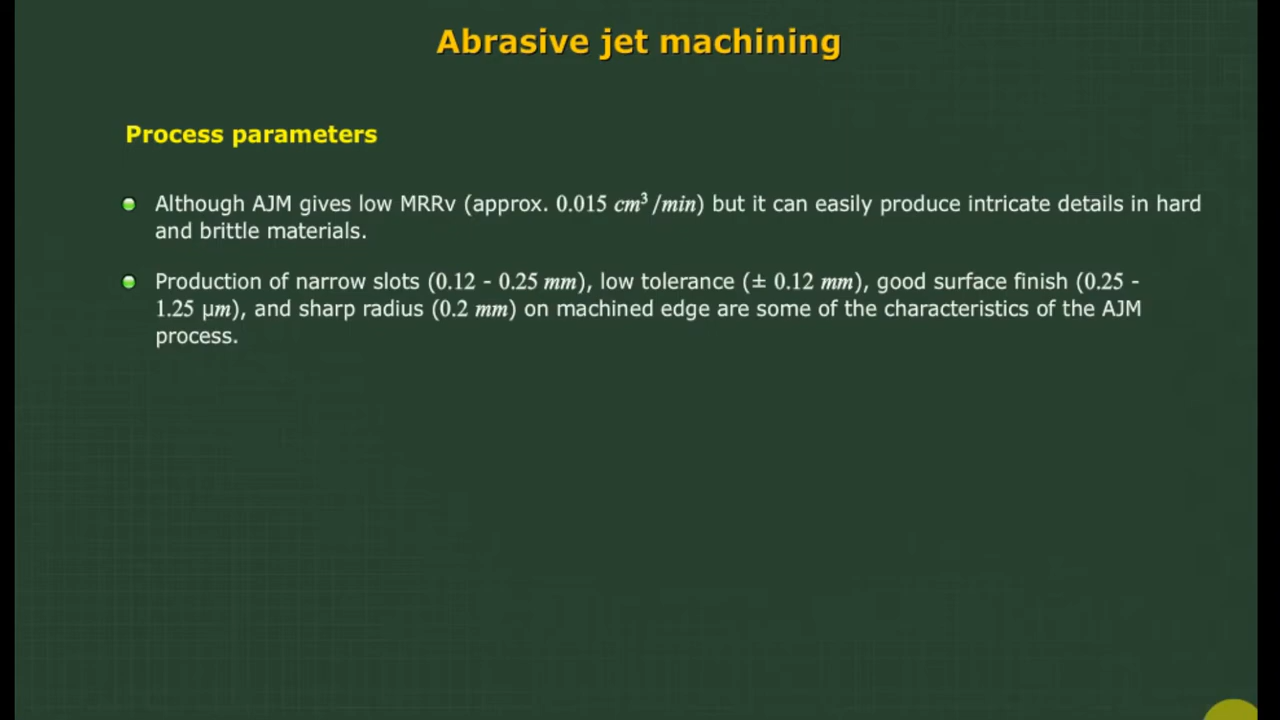 Abrasive jet machining
Process parameters
Although AJM gives low MRRv (approx. 0.015 cm³/min) but it can easily produce intricate details in hard
and brittle materials.
Production of narrow slots (0.12 - 0.25 mm), low tolerance (± 0.12 mm), good surface finish (0.25 -
1.25 μm), and sharp radius (0.2 mm) on machined edge are some of the characteristics of the AJM
process.